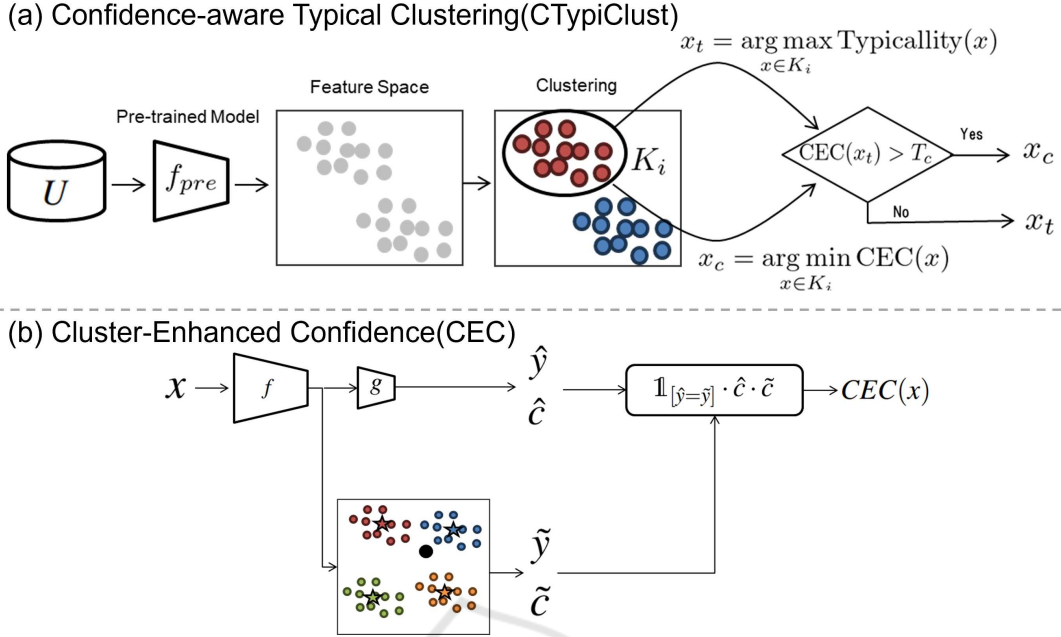 (a) Confidence-aware Typical Clustering(CTypiClust)
x_t = arg max Typicallity(x)
x∈K_i
Feature Space
Clustering
Pre-trained Model
U
f_pre
K_i
CEC(x_t) > T_c
Yes
x_c
No
x_t
x_c = arg min CEC(x)
x∈K_i
(b) Cluster-Enhanced Confidence(CEC)
x
f
g
ŷ
ĉ
𝟙_[ŷ=ỹ] · ĉ · c̃
CEC(x)
ỹ
c̃